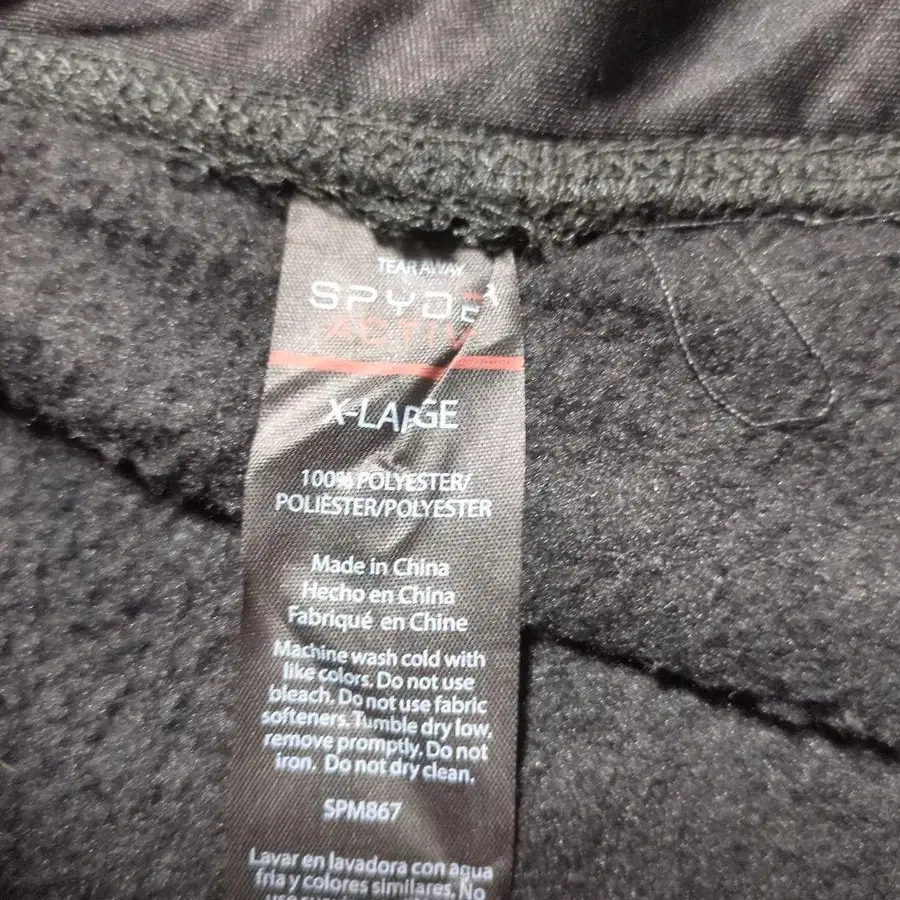 TEAR AWAY
SPYDER
ACTIVE
X-LARGE
100% POLYESTER/
POLIÉSTER/POLYESTER
Made in China
Hecho en China
Fabriqué en Chine
Machine wash cold with
like colors. Do not use
bleach. Do not use fabric
softeners. Tumble dry low,
remove promptly. Do not
iron. Do not dry clean.
SPM867
Lavar en lavadora con agua
fría y colores similares. No